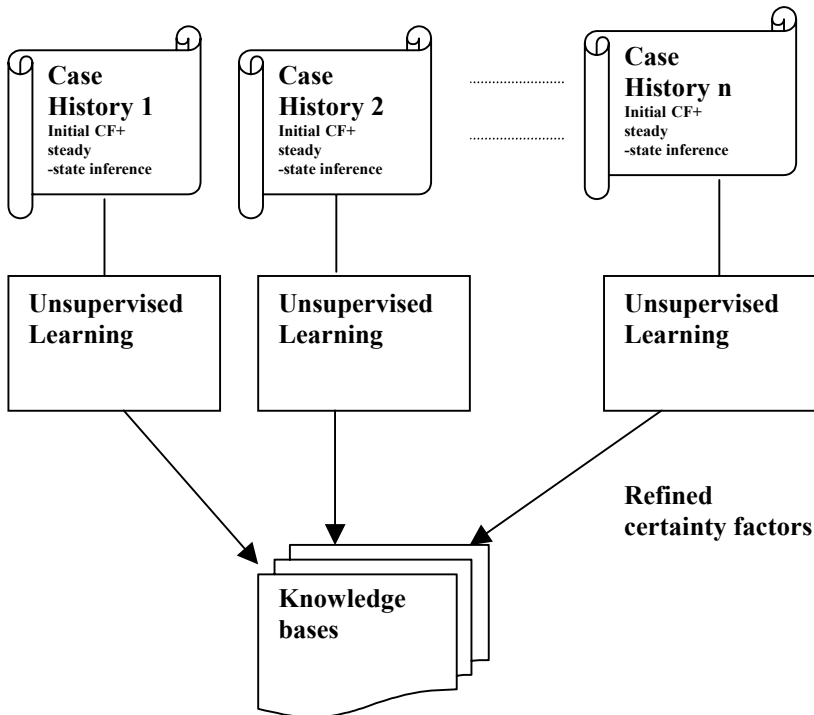 Case
History 1
Initial CF+
steady
-state inference
Case
History 2
Initial CF+
steady
-state inference
Case
History n
Initial CF+
steady
-state inference
Unsupervised
Learning
Unsupervised
Learning
Unsupervised
Learning
Refined
certainty factors
Knowledge
bases